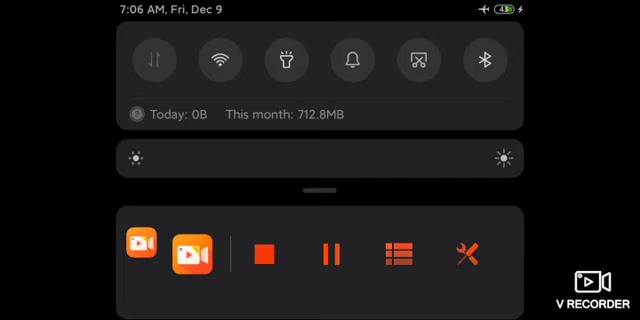 7:06 AM, Fri, Dec 9
43
Today: 0B This month: 712.8MB
V RECORDER